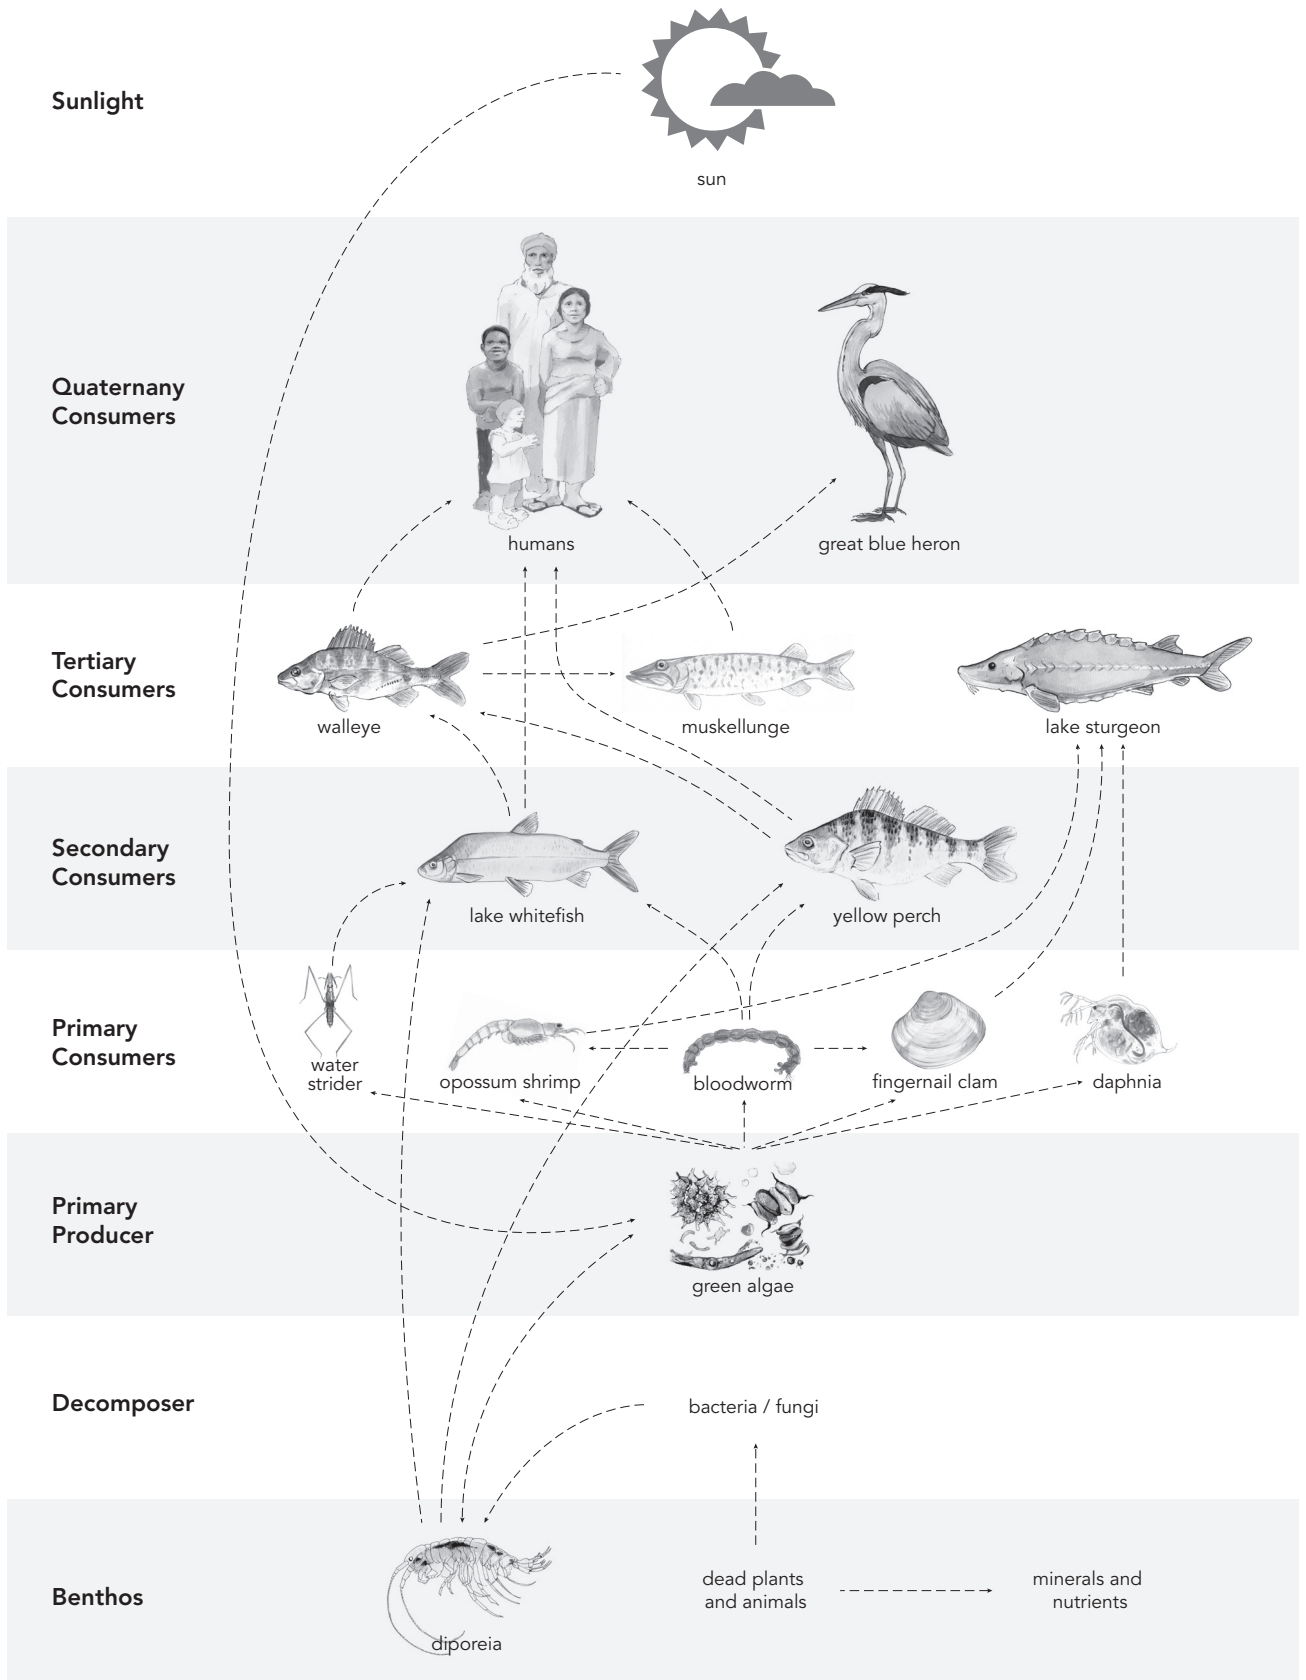 Sunlight
sun
Quaternany
Consumers
humans
great blue heron
Tertiary
Consumers
walleye
muskellunge
lake sturgeon
Secondary
Consumers
lake whitefish
yellow perch
Primary
Consumers
water
strider
opossum shrimp
bloodworm
fingernail clam
daphnia
Primary
Producer
green algae
Decomposer
bacteria / fungi
Benthos
diporeia
dead plants
and animals
minerals and
nutrients